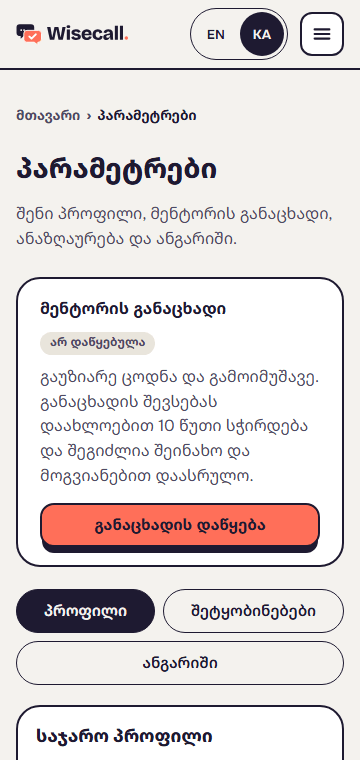 Wisecall.
EN
KA
მთავარი › პარამეტრები
პარამეტრები
შენი პროფილი, მენტორის განაცხადი,
ანაზღაურება და ანგარიში.
მენტორის განაცხადი
არ დაწყებულა
გაუზიარე ცოდნა და გამოიმუშავე.
განაცხადის შევსებას
დაახლოებით 10 წუთი სჭირდება
და შეგიძლია შეინახო და
მოგვიანებით დაასრულო.
განაცხადის დაწყება
პროფილი
შეტყობინებები
ანგარიში
საჯარო პროფილი